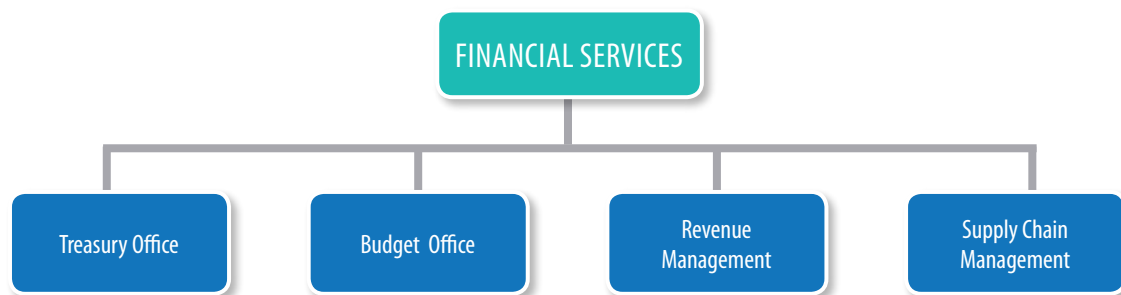 FINANCIAL SERVICES
Treasury Office
Budget Office
Revenue
Management
Supply Chain
Management